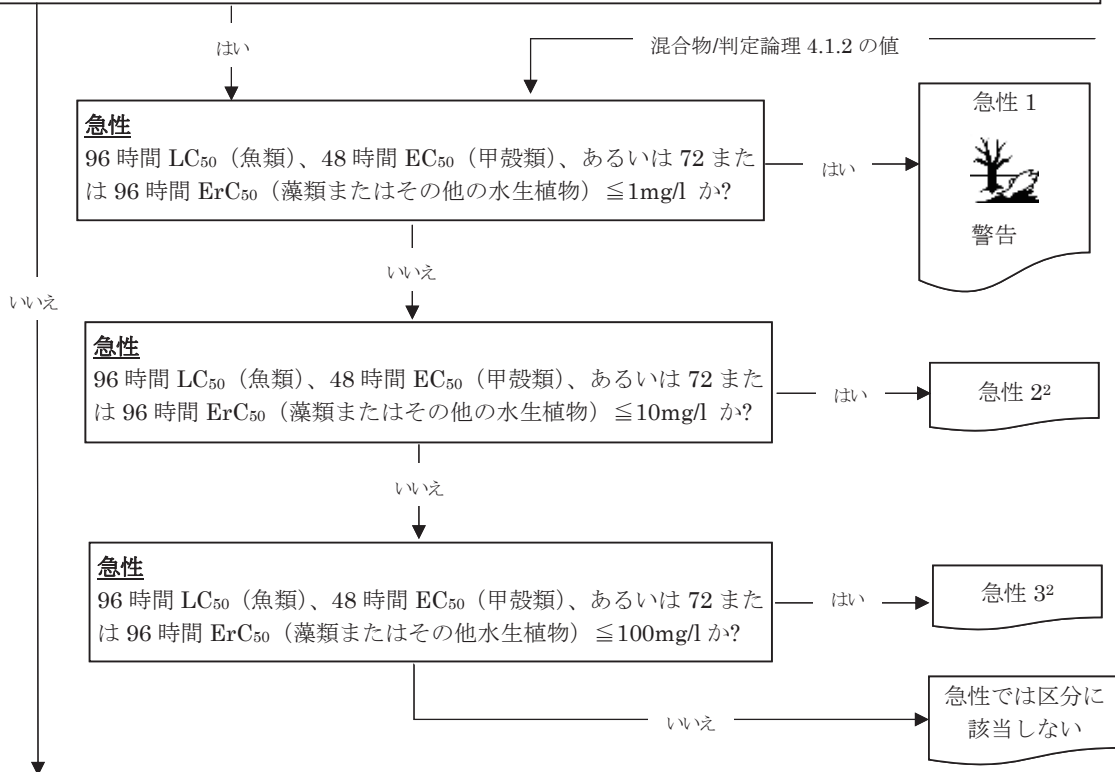 はい
混合物/判定論理 4.1.2 の値
急性
96 時間 LC₅₀（魚類）、48 時間 EC₅₀（甲殻類）、あるいは 72 また
は 96 時間 ErC₅₀（藻類またはその他の水生植物）≦1mg/l か?
はい
急性 1
警告
いいえ
いいえ
急性
96 時間 LC₅₀（魚類）、48 時間 EC₅₀（甲殻類）、あるいは 72 また
は 96 時間 ErC₅₀（藻類またはその他の水生植物）≦10mg/l か?
はい
急性 2²
いいえ
急性
96 時間 LC₅₀（魚類）、48 時間 EC₅₀（甲殻類）、あるいは 72 また
は 96 時間 ErC₅₀（藻類またはその他水生植物）≦100mg/l か?
はい
急性 3²
いいえ
急性では区分に
該当しない